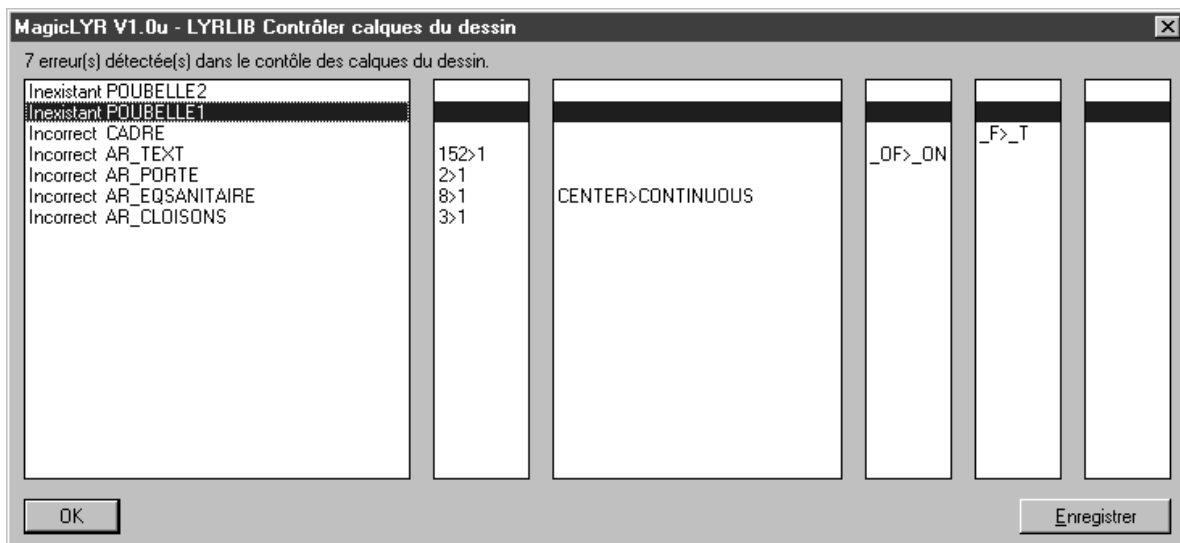 MagicLYR V1.0u - LYRLIB Contrôler calques du dessin
7 erreur(s) détectée(s) dans le contôle des calques du dessin.
Inexistant POUBELLE2
Inexistant POUBELLE1
Incorrect CADRE _F>_T
Incorrect AR_TEXT 152>1 _OF>_ON
Incorrect AR_PORTE 2>1
Incorrect AR_EQSANITAIRE 8>1 CENTER>CONTINUOUS
Incorrect AR_CLOISONS 3>1
OK Enregistrer